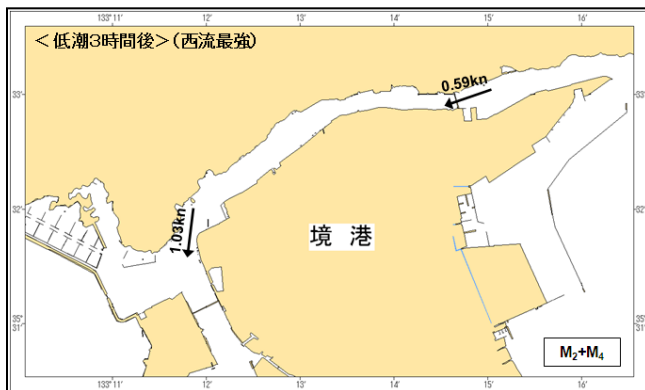 133°11′ 12′ 13′ 14′ 15′ 16′
＜低潮３時間後＞(西流最強)
0.59kn
33′ 33′
32′ 32′
1.03kn
境 港
35°31′ 35°31′
M₂+M₄
133°11′ 12′ 13′ 14′ 15′ 16′